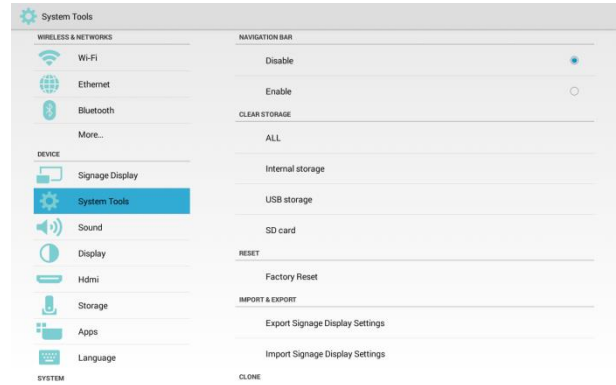 System Tools
WIRELESS & NETWORKS
Wi-Fi
Ethernet
Bluetooth
More...
DEVICE
Signage Display
System Tools
Sound
Display
Hdmi
Storage
Apps
Language
SYSTEM
NAVIGATION BAR
Disable
Enable
CLEAR STORAGE
ALL
Internal storage
USB storage
SD card
RESET
Factory Reset
IMPORT & EXPORT
Export Signage Display Settings
Import Signage Display Settings
CLONE